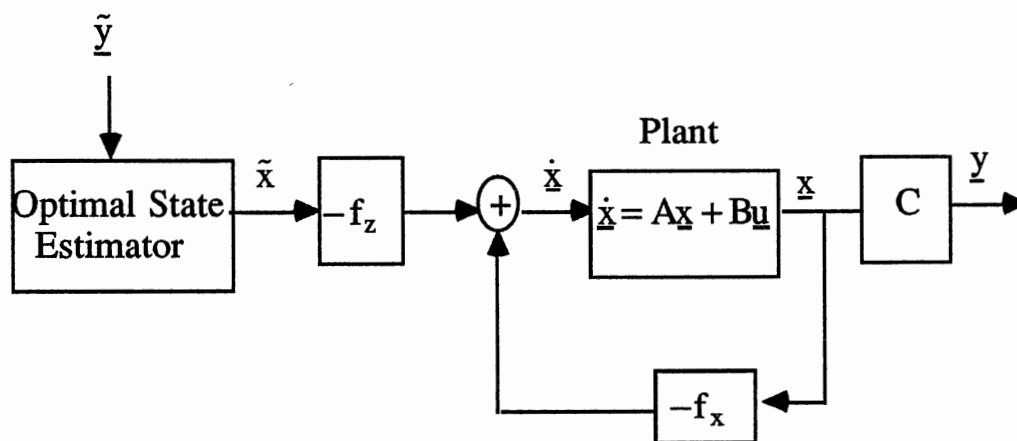 ỹ
Plant
Optimal State
Estimator
x̃
−f_z
+
ẋ
ẋ = Ax + Bu
x
C
y
−f_x